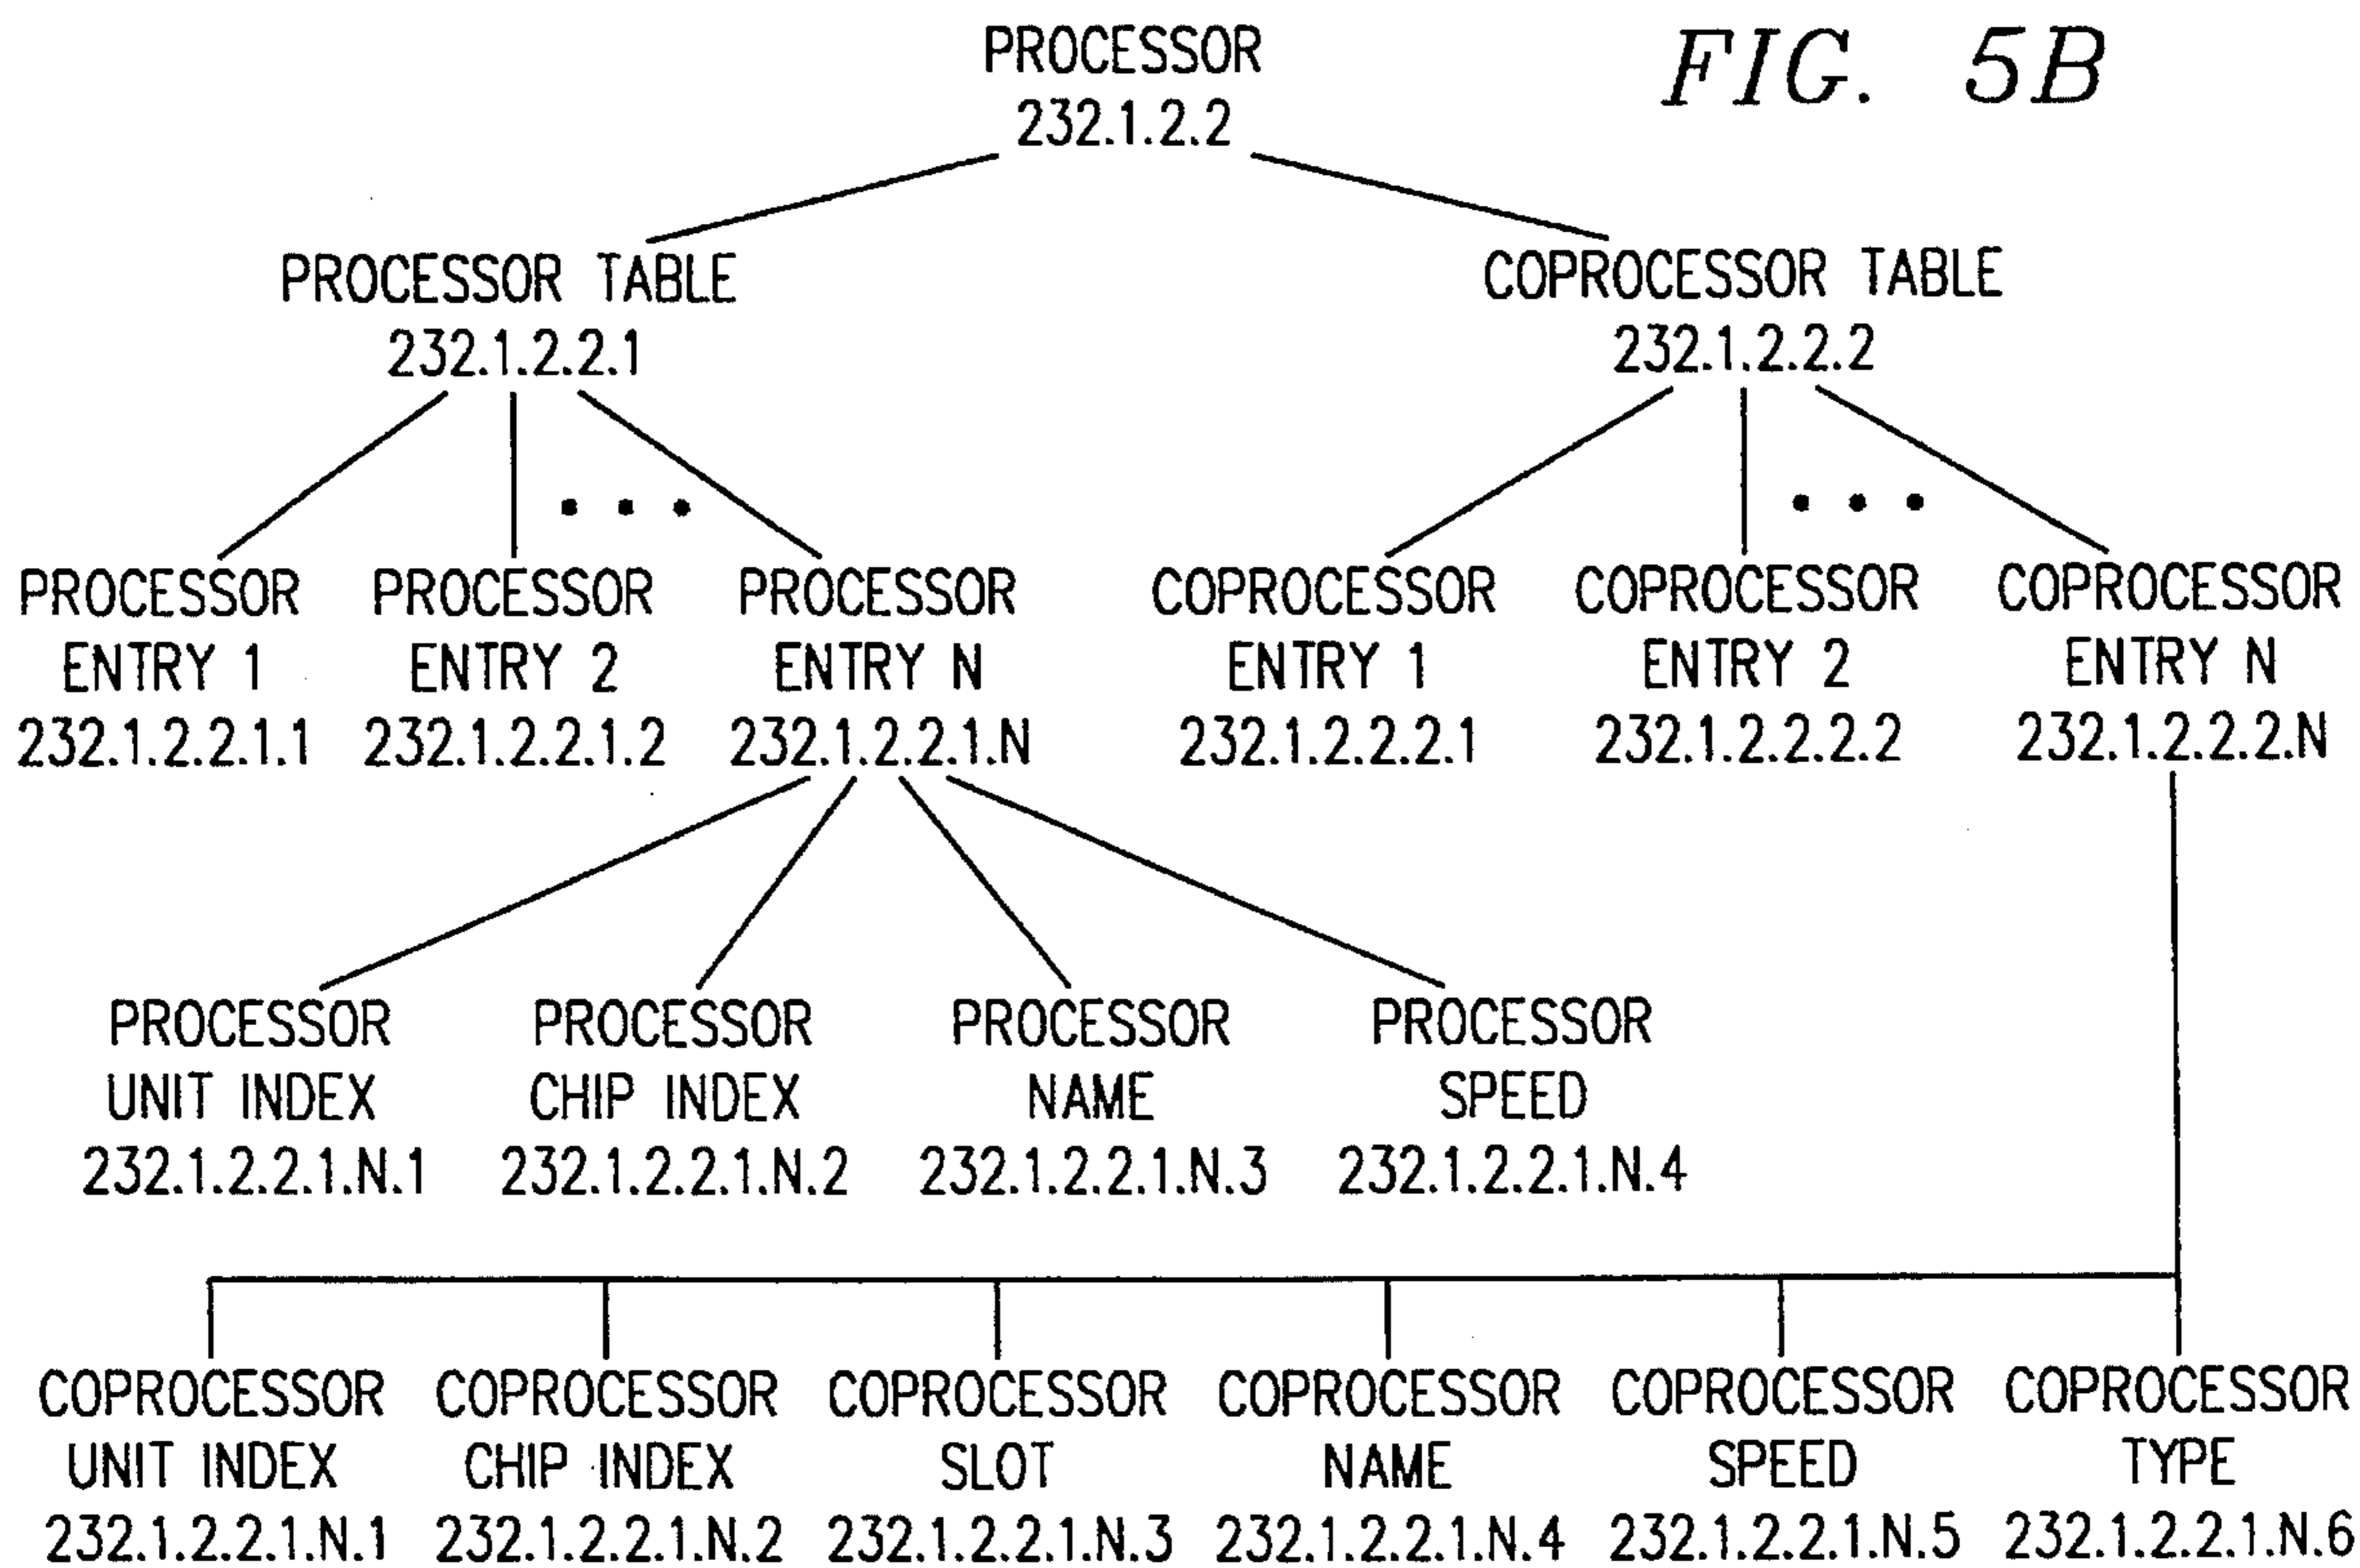 PROCESSOR
232.1.2.2
FIG. 5B
PROCESSOR TABLE
232.1.2.2.1
COPROCESSOR TABLE
232.1.2.2.2
PROCESSOR
ENTRY 1
232.1.2.2.1.1
PROCESSOR
ENTRY 2
232.1.2.2.1.2
PROCESSOR
ENTRY N
232.1.2.2.1.N
COPROCESSOR
ENTRY 1
232.1.2.2.2.1
COPROCESSOR
ENTRY 2
232.1.2.2.2.2
COPROCESSOR
ENTRY N
232.1.2.2.2.N
PROCESSOR
UNIT INDEX
232.1.2.2.1.N.1
PROCESSOR
CHIP INDEX
232.1.2.2.1.N.2
PROCESSOR
NAME
232.1.2.2.1.N.3
PROCESSOR
SPEED
232.1.2.2.1.N.4
COPROCESSOR
UNIT INDEX
232.1.2.2.1.N.1
COPROCESSOR
CHIP INDEX
232.1.2.2.1.N.2
COPROCESSOR
SLOT
232.1.2.2.1.N.3
COPROCESSOR
NAME
232.1.2.2.1.N.4
COPROCESSOR
SPEED
232.1.2.2.1.N.5
COPROCESSOR
TYPE
232.1.2.2.1.N.6